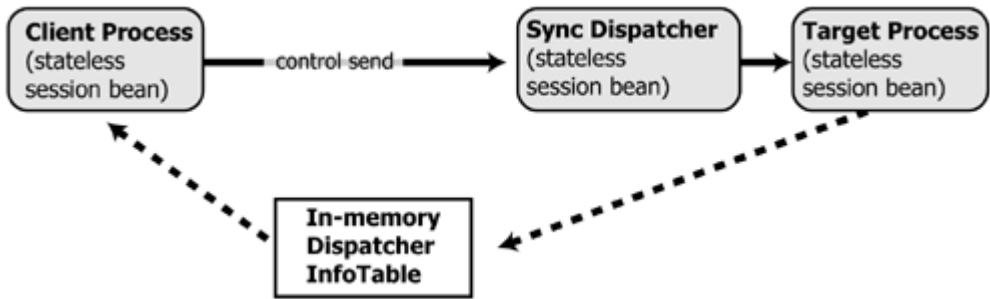 Client Process
(stateless
session bean)
control send
Sync Dispatcher
(stateless
session bean)
Target Process
(stateless
session bean)
In-memory
Dispatcher
InfoTable